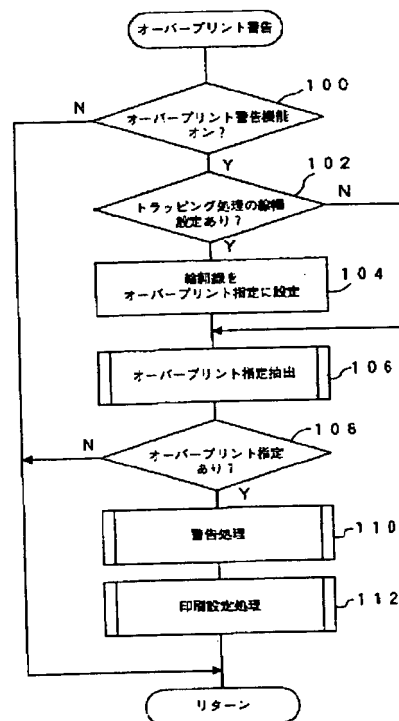 オーバープリント警告
100
オーバープリント警告機能
オン?
N
Y
102
トラッピング処理の線幅
設定あり?
N
Y
輪郭線を
オーバープリント指定に設定
104
オーバープリント指定抽出
106
108
オーバープリント指定
あり?
N
Y
警告処理
110
印刷設定処理
112
リターン